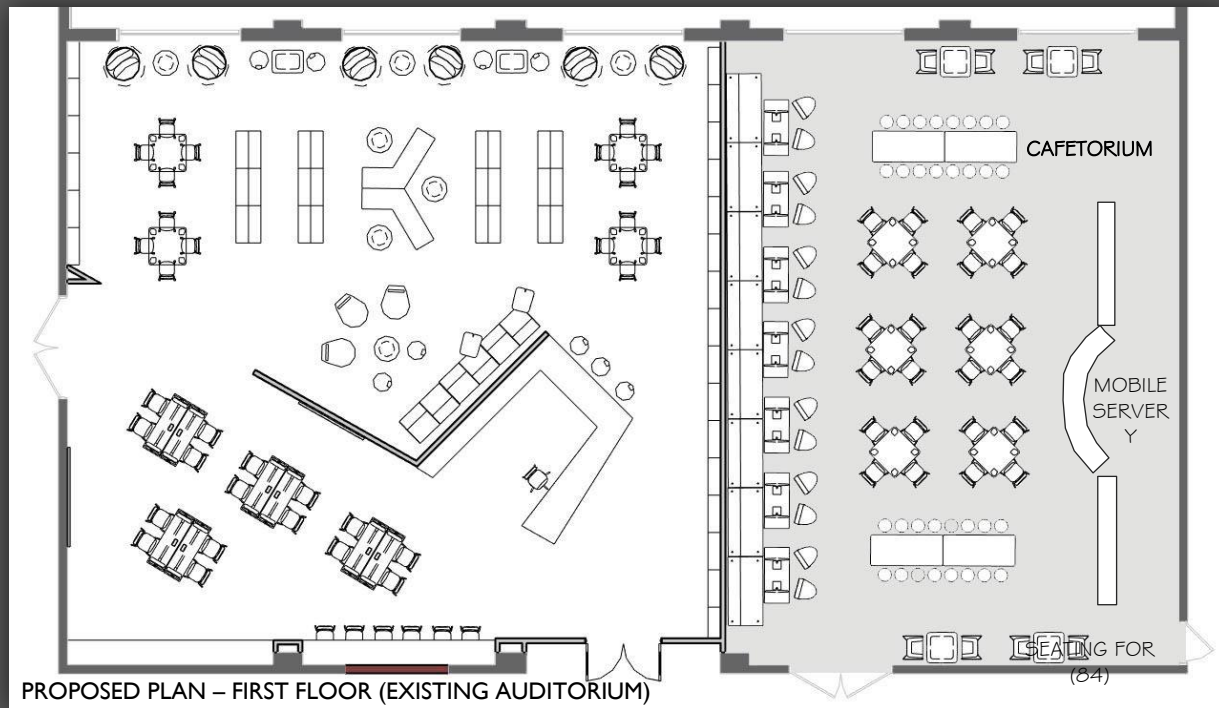 CAFETORIUM
MOBILE
SERVER
Y
SEATING FOR
(84)
PROPOSED PLAN – FIRST FLOOR (EXISTING AUDITORIUM)